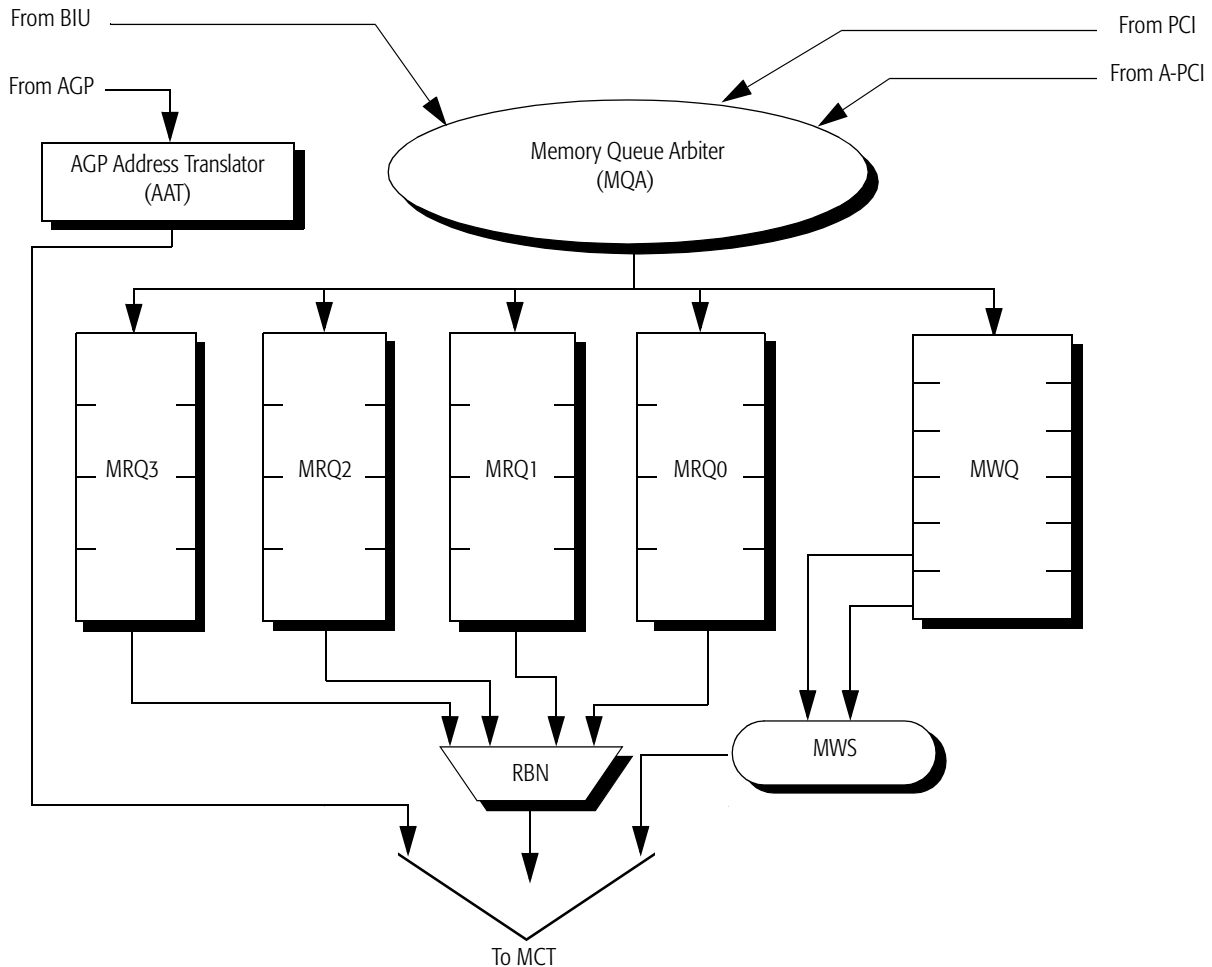 From BIU
From PCI
From AGP
From A-PCI
AGP Address Translator
(AAT)
Memory Queue Arbiter
(MQA)
MRQ3
MRQ2
MRQ1
MRQ0
MWQ
MWS
RBN
To MCT